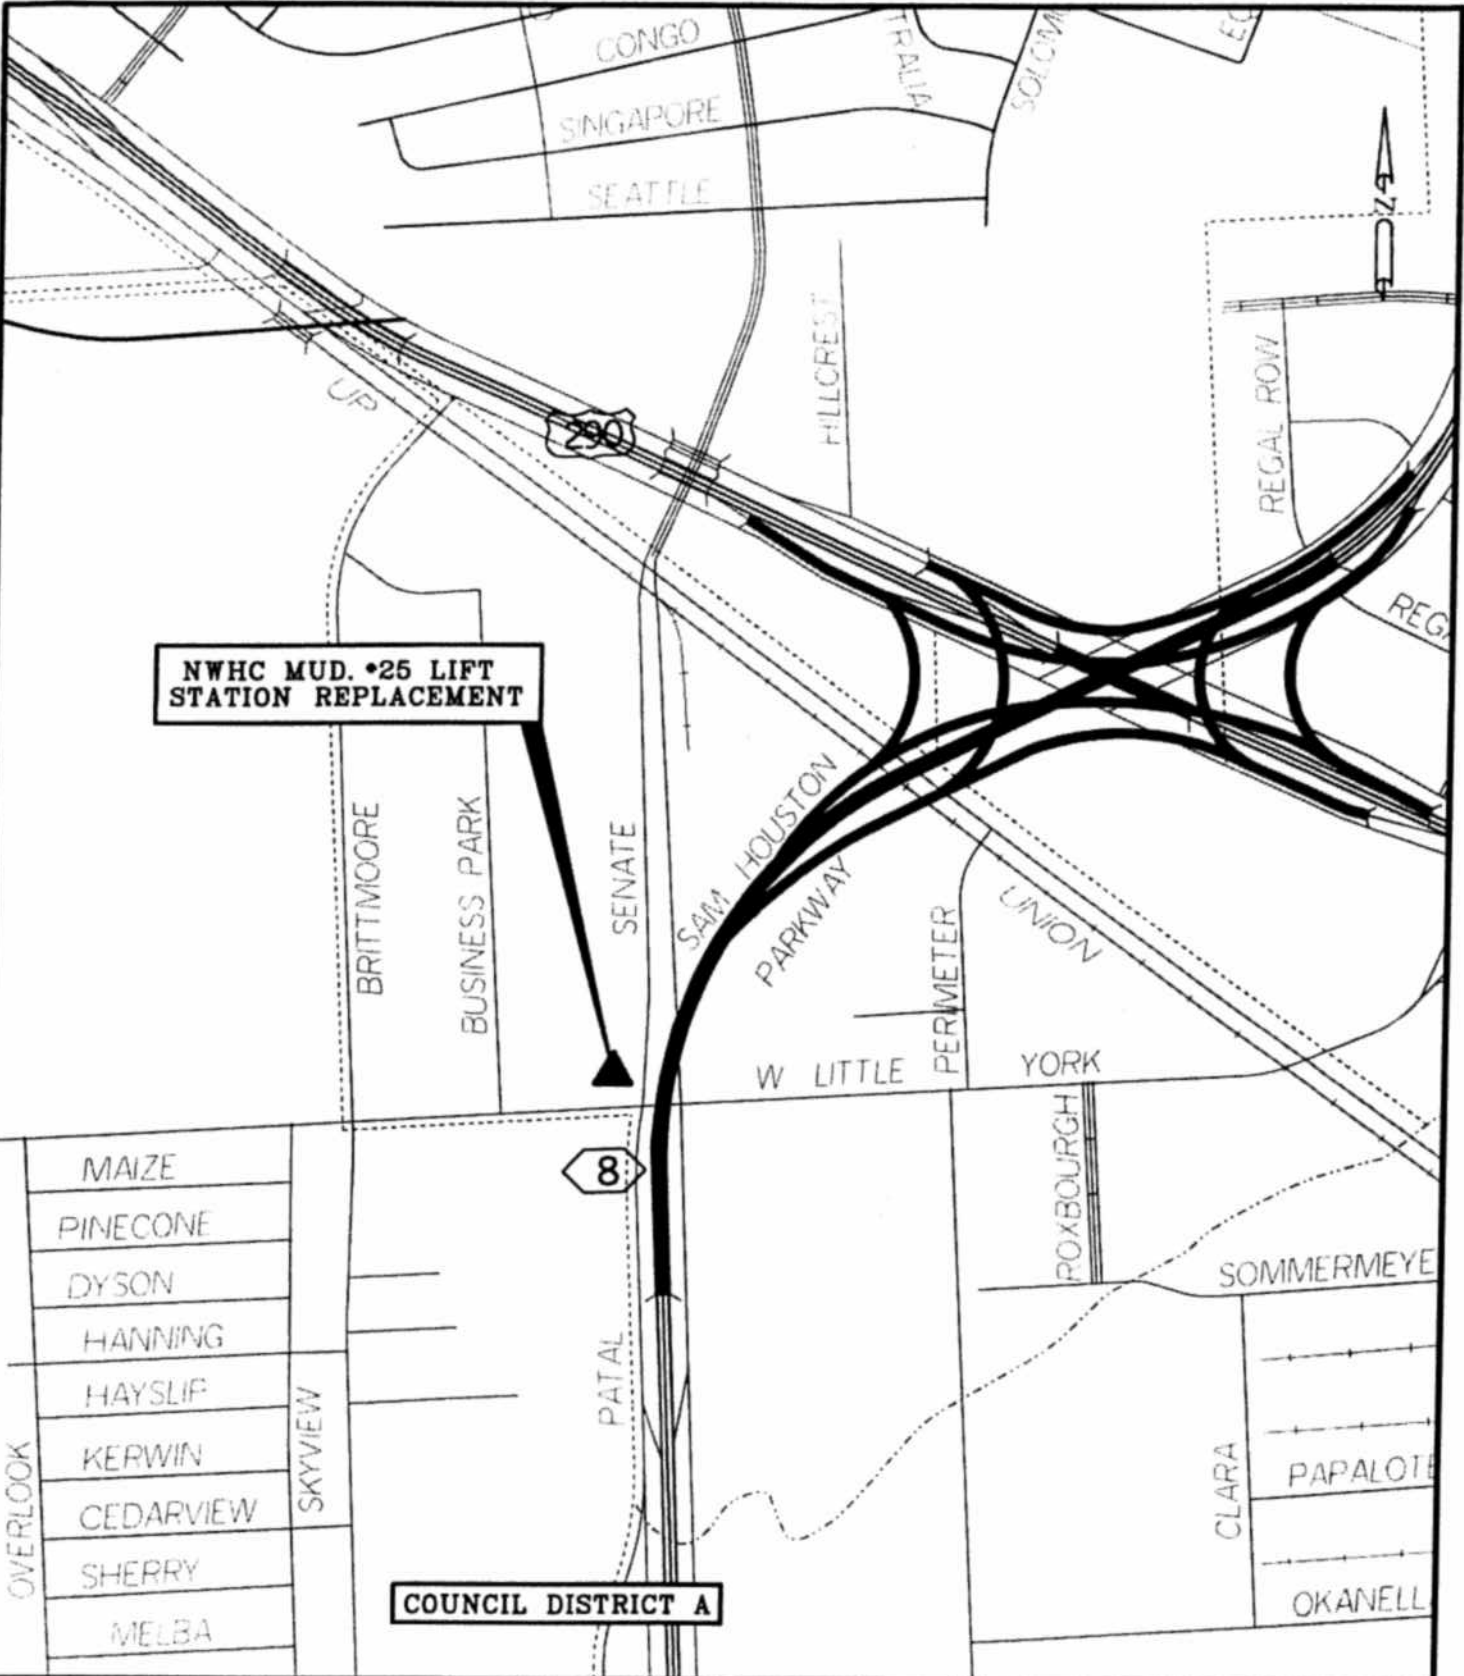 CONGO
SINGAPORE
SEATTLE
TRALIA
SOLOM
HILLCREST
REGAL ROW
UP
290
NWHC MUD. •25 LIFT
STATION REPLACEMENT
BRITTMOORE
BUSINESS PARK
SENATE
SAM HOUSTON
PARKWAY
PERIMETER
UNION
W LITTLE YORK
ROXBOURGH
8
MAIZE
PINECONE
DYSON
HANNING
HAYSLIP
KERWIN
CEDARVIEW
SHERRY
MELBA
OVERLOOK
SKYVIEW
PATAL
SOMMERMEYE
CLARA
PAPALOTE
OKANELL
COUNCIL DISTRICT A